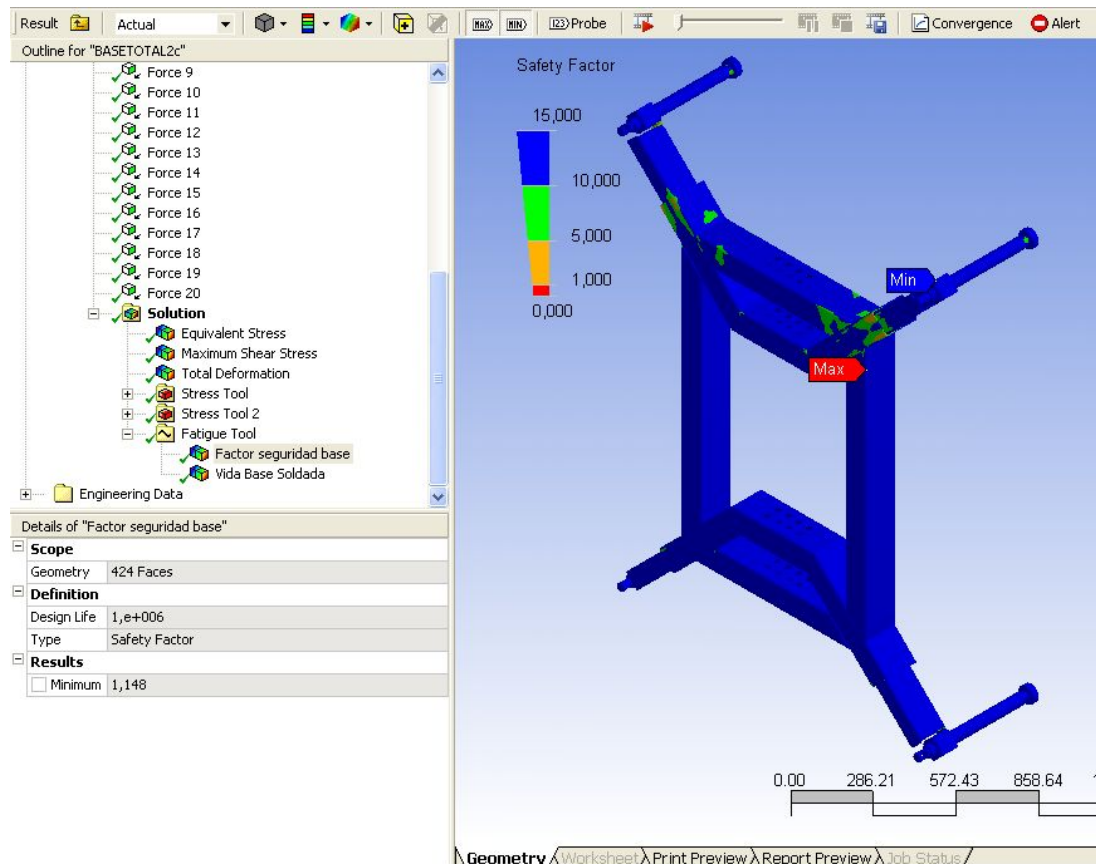 Result Actual MAX MIN 123 Probe Convergence Alert
Outline for "BASETOTAL2c"
Force 9
Force 10
Force 11
Force 12
Force 13
Force 14
Force 15
Force 16
Force 17
Force 18
Force 19
Force 20
Solution
Equivalent Stress
Maximum Shear Stress
Total Deformation
Stress Tool
Stress Tool 2
Fatigue Tool
Factor seguridad base
Vida Base Soldada
Engineering Data
Details of "Factor seguridad base"
Scope
Geometry 424 Faces
Definition
Design Life 1,e+006
Type Safety Factor
Results
Minimum 1,148
Safety Factor
15,000
10,000
5,000
1,000
0,000
Min
Max
0.00 286.21 572.43 858.64
Geometry Worksheet Print Preview Report Preview Job Status